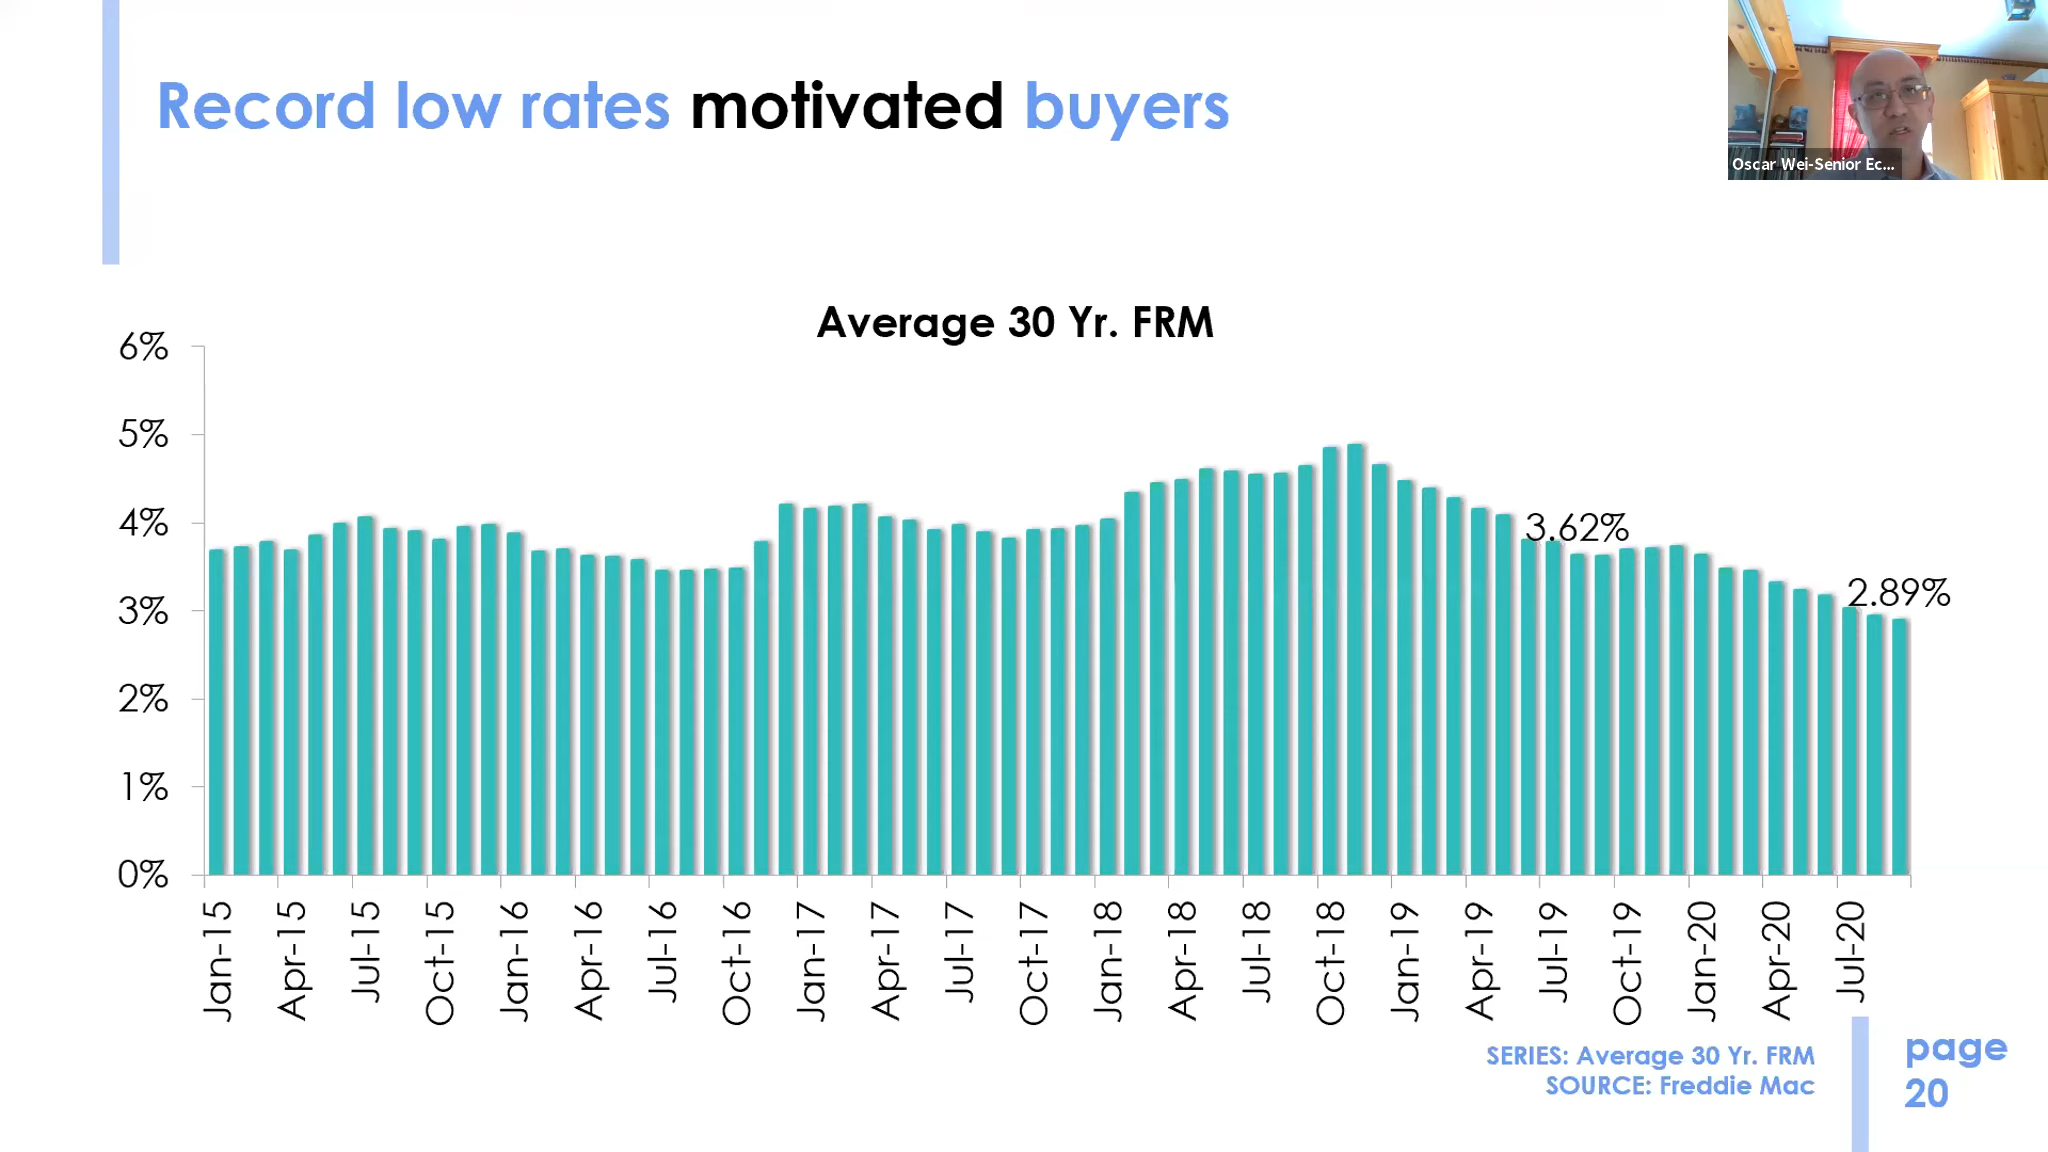 Record low rates motivated buyers
Oscar Wei-Senior Ec...
Average 30 Yr. FRM
6%
5%
4%
3%
2%
1%
0%
3.62%
2.89%
Jan-15
Apr-15
Jul-15
Oct-15
Jan-16
Apr-16
Jul-16
Oct-16
Jan-17
Apr-17
Jul-17
Oct-17
Jan-18
Apr-18
Jul-18
Oct-18
Jan-19
Apr-19
Jul-19
Oct-19
Jan-20
Apr-20
Jul-20
SERIES: Average 30 Yr. FRM
SOURCE: Freddie Mac
page
20